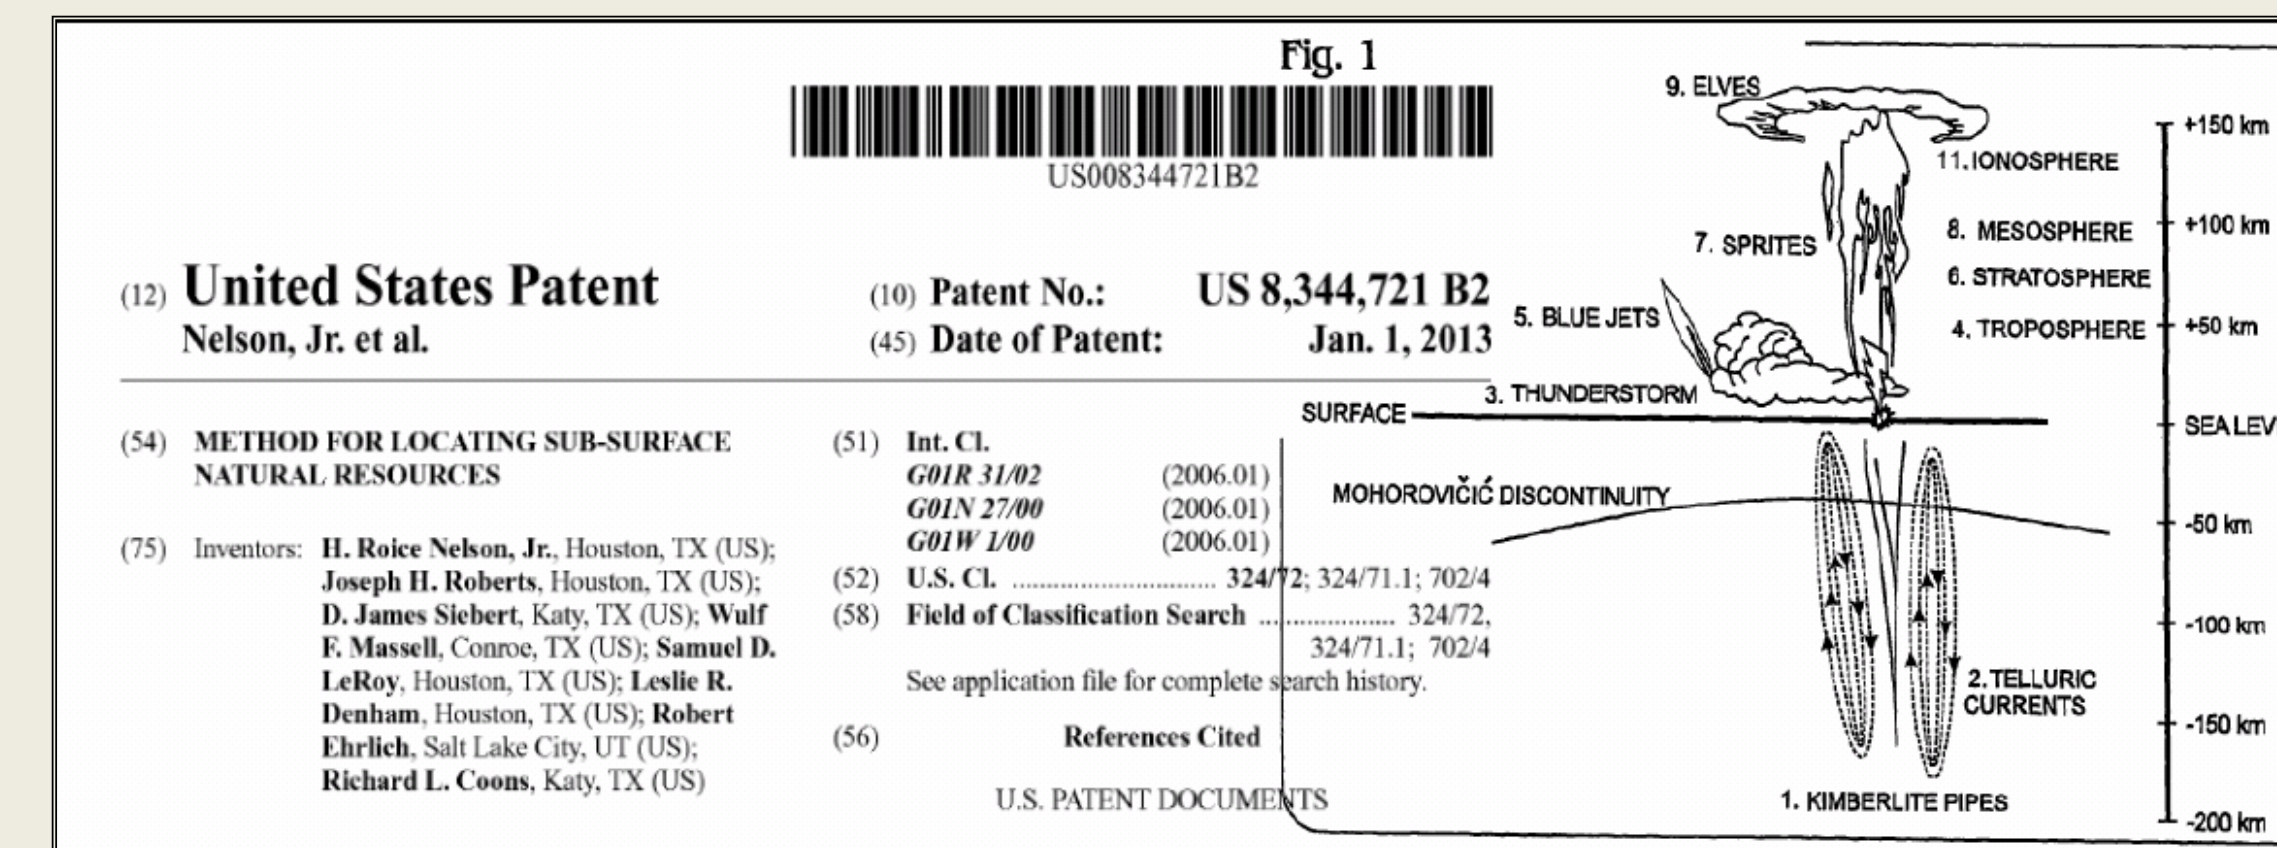 Fig. 1
US008344721B2
(12) United States Patent
Nelson, Jr. et al.
(10) Patent No.: US 8,344,721 B2
(45) Date of Patent: Jan. 1, 2013
(54) METHOD FOR LOCATING SUB-SURFACE
NATURAL RESOURCES
(75) Inventors: H. Roice Nelson, Jr., Houston, TX (US);
Joseph H. Roberts, Houston, TX (US);
D. James Siebert, Katy, TX (US); Wulf
F. Massell, Conroe, TX (US); Samuel D.
LeRoy, Houston, TX (US); Leslie R.
Denham, Houston, TX (US); Robert
Ehrlich, Salt Lake City, UT (US);
Richard L. Coons, Katy, TX (US)
(51) Int. Cl.
G01R 31/02 (2006.01)
G01N 27/00 (2006.01)
G01W 1/00 (2006.01)
(52) U.S. Cl. .............................. 324/72; 324/71.1; 702/4
(58) Field of Classification Search .................... 324/72,
324/71.1; 702/4
See application file for complete search history.
(56) References Cited
U.S. PATENT DOCUMENTS
9. ELVES
+150 km
11. IONOSPHERE
+100 km
8. MESOSPHERE
7. SPRITES
6. STRATOSPHERE
5. BLUE JETS
4. TROPOSPHERE
+50 km
3. THUNDERSTORM
SURFACE
SEA LEV
MOHOROVIČIĆ DISCONTINUITY
-50 km
-100 km
2. TELLURIC
CURRENTS
-150 km
1. KIMBERLITE PIPES
-200 km